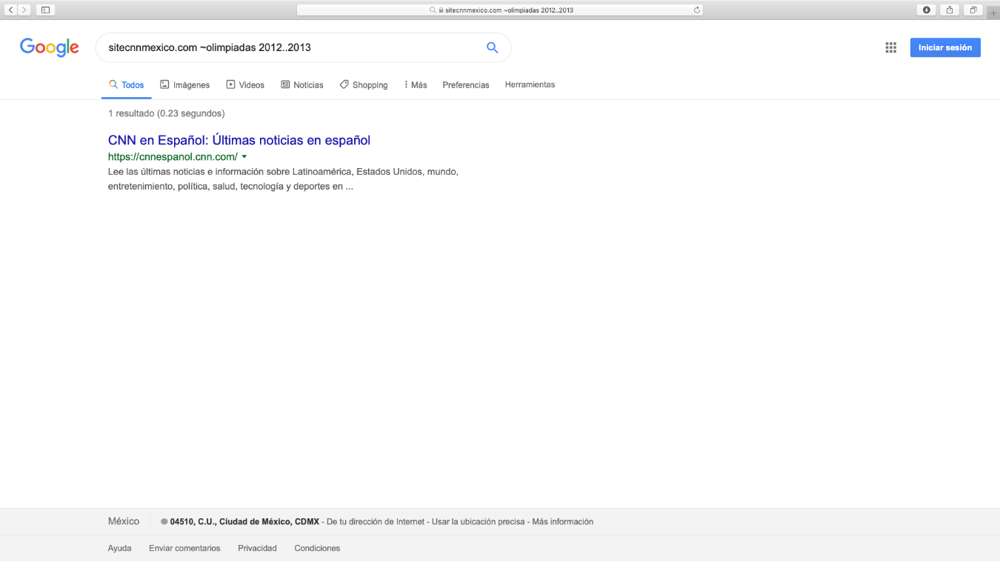 sitecnnmexico.com ~olimpiadas 2012..2013
Google
sitecnnmexico.com ~olimpiadas 2012..2013
Iniciar sesión
Todos Imágenes Videos Noticias Shopping Más Preferencias Herramientas
1 resultado (0.23 segundos)
CNN en Español: Últimas noticias en español
https://cnnespanol.cnn.com/
Lee las últimas noticias e información sobre Latinoamérica, Estados Unidos, mundo,
entretenimiento, política, salud, tecnología y deportes en ...
México 04510, C.U., Ciudad de México, CDMX - De tu dirección de Internet - Usar la ubicación precisa - Más información
Ayuda Enviar comentarios Privacidad Condiciones